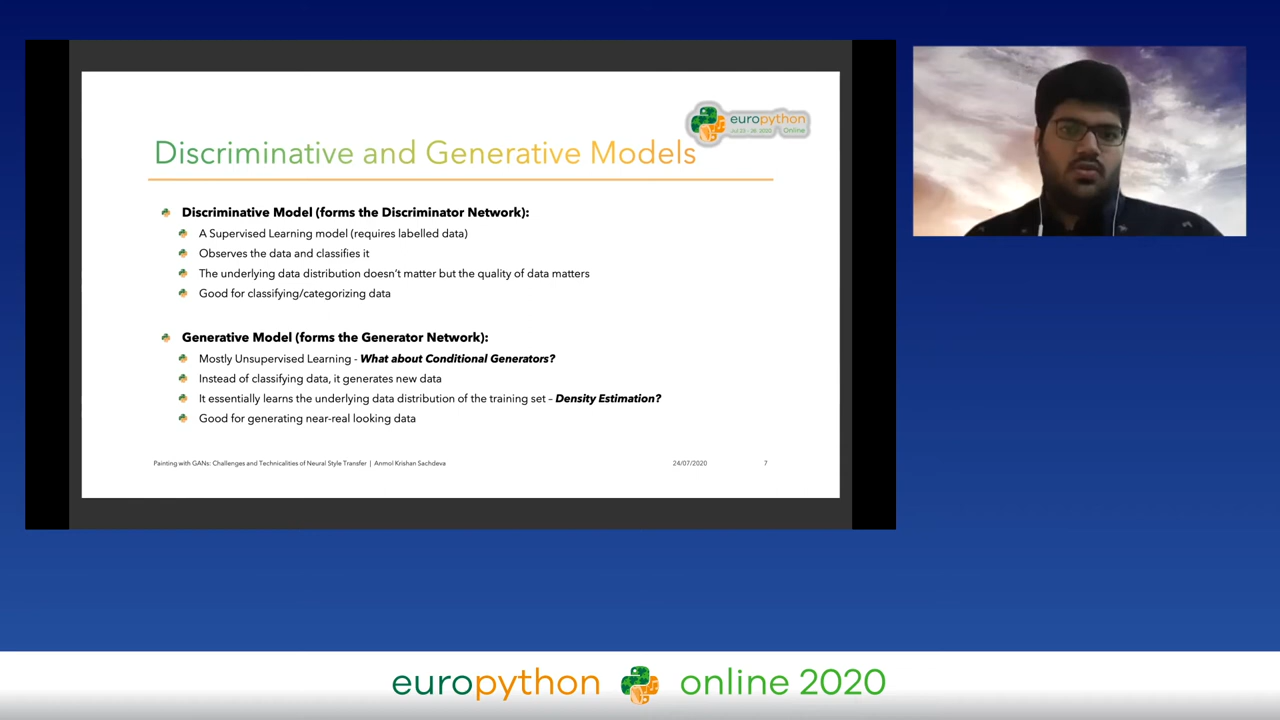 europython
Jul 23 - 26 2020 Online
Discriminative and Generative Models
Discriminative Model (forms the Discriminator Network):
A Supervised Learning model (requires labelled data)
Observes the data and classifies it
The underlying data distribution doesn't matter but the quality of data matters
Good for classifying/categorizing data
Generative Model (forms the Generator Network):
Mostly Unsupervised Learning - What about Conditional Generators?
Instead of classifying data, it generates new data
It essentially learns the underlying data distribution of the training set – Density Estimation?
Good for generating near-real looking data
Painting with GANs: Challenges and Technicalities of Neural Style Transfer | Anmol Krishan Sachdeva 24/07/2020 7
europython online 2020